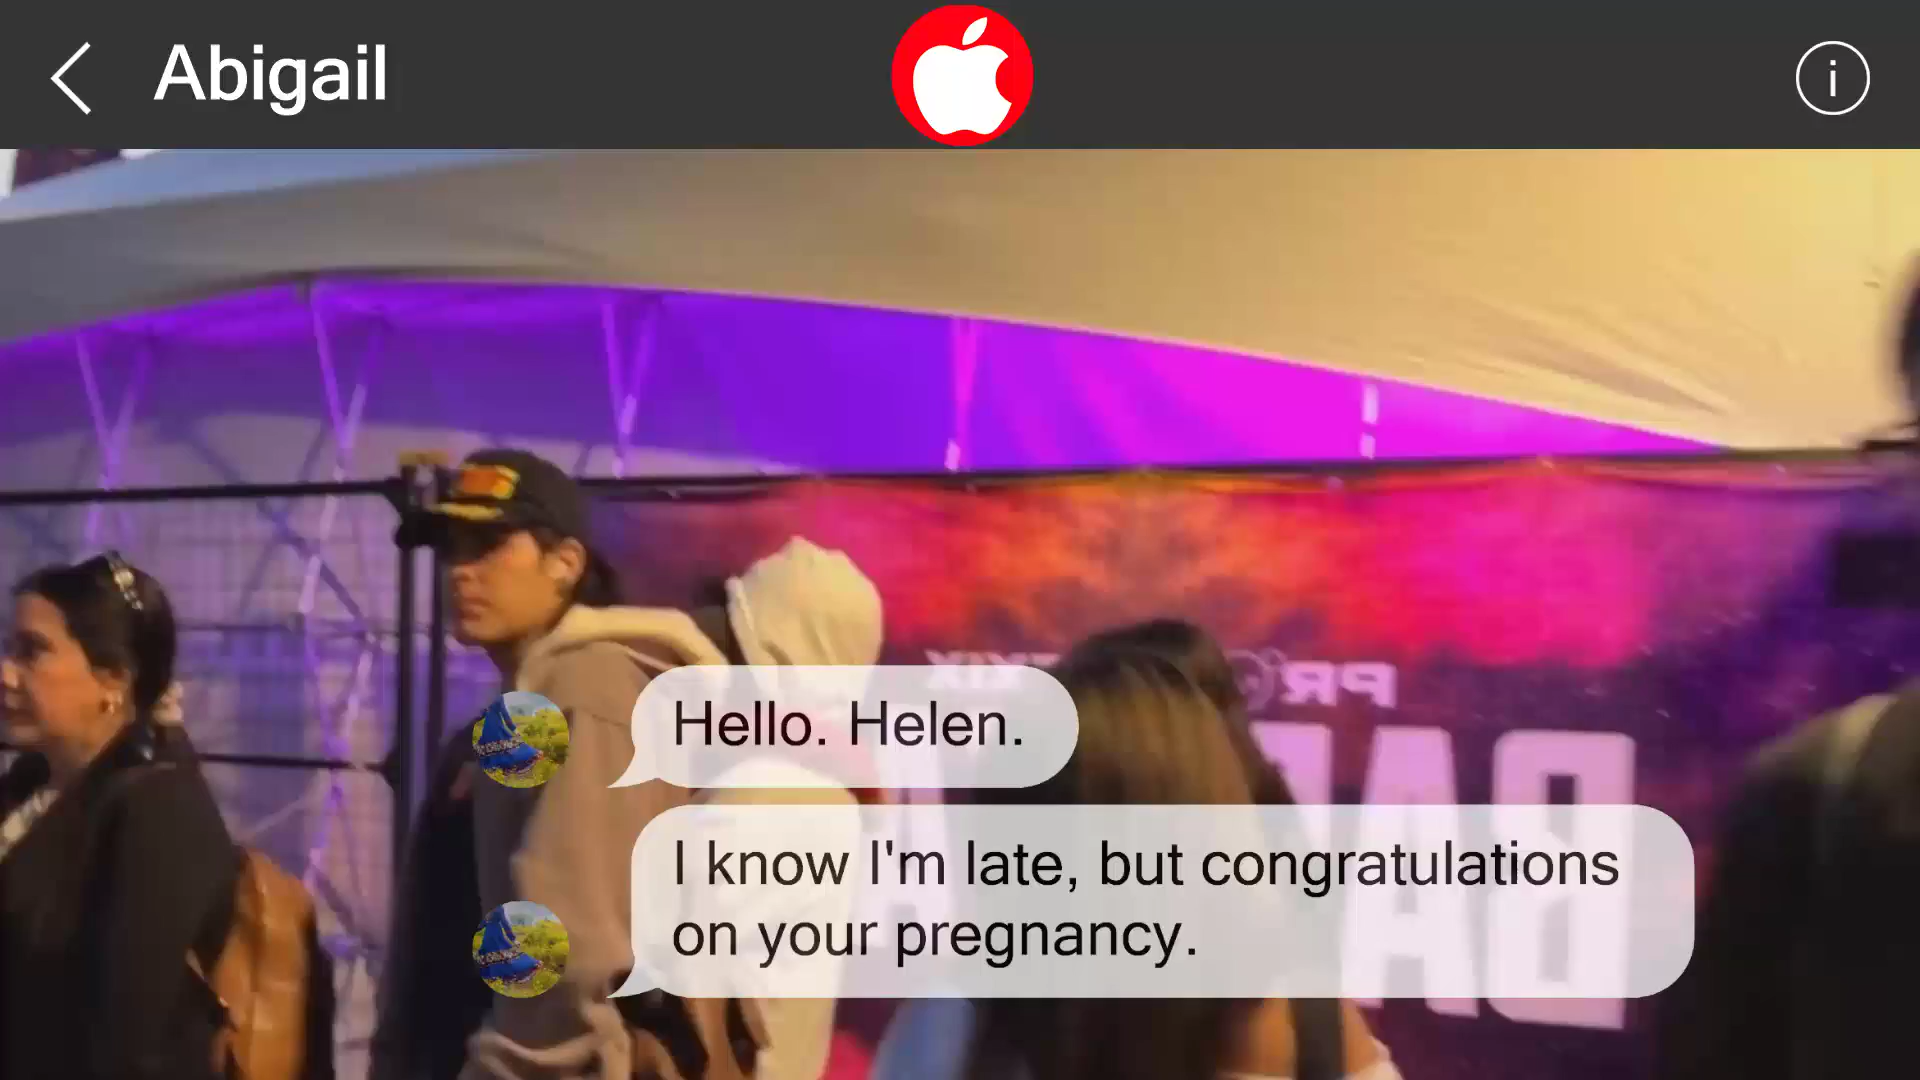 Abigail
Hello. Helen.
I know I'm late, but congratulations
on your pregnancy.